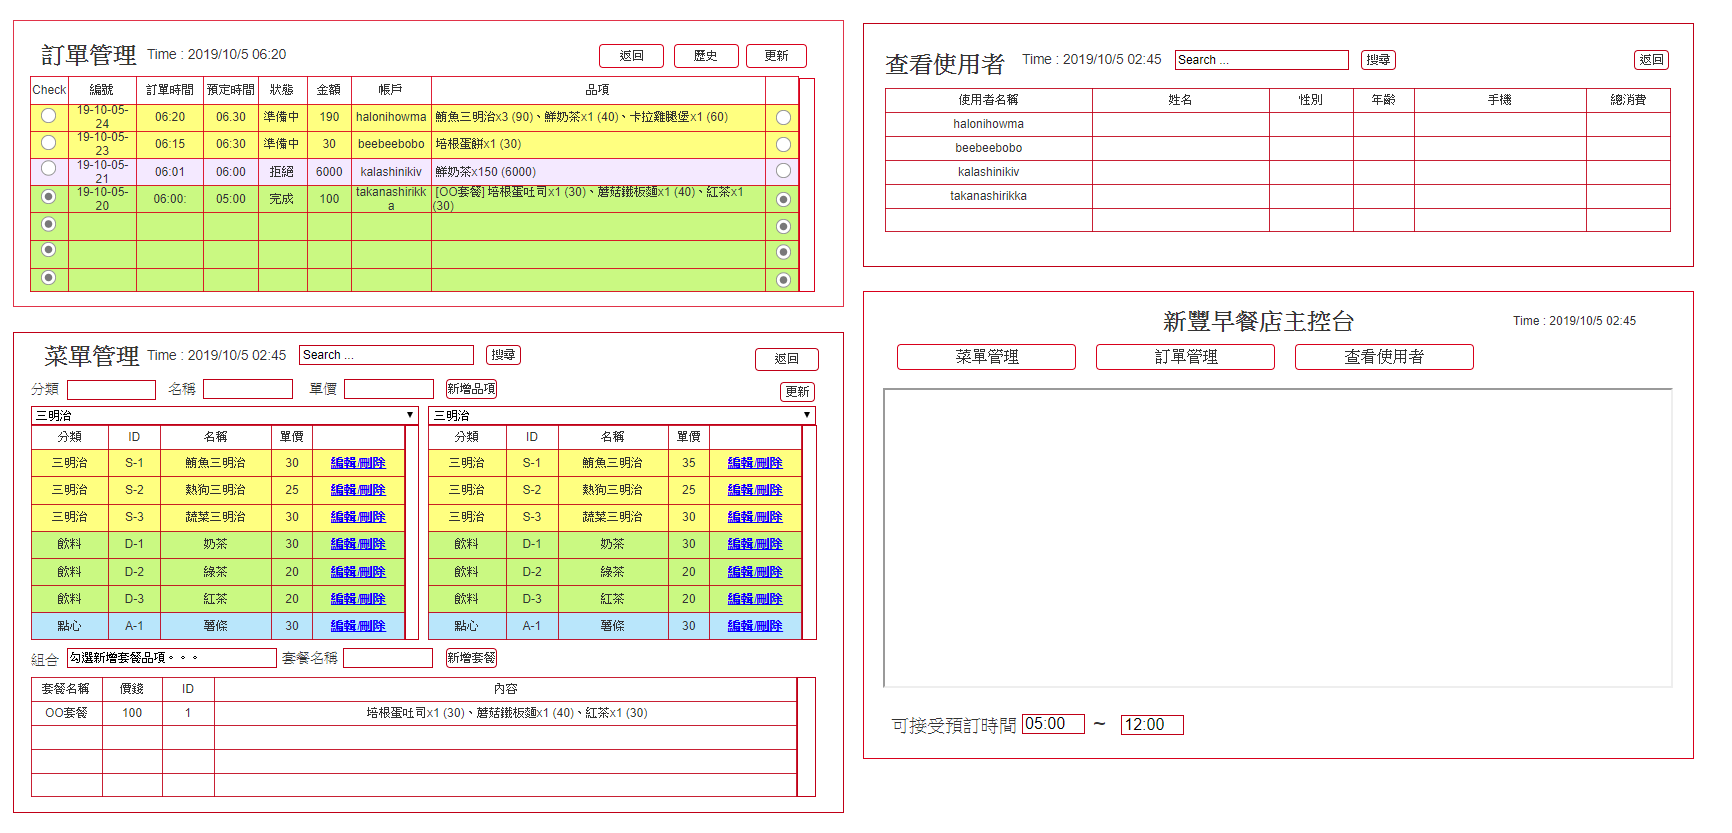 訂單管理 Time : 2019/10/5 06:20 返回 歷史 更新
Check 編號 訂單時間 預定時間 狀態 金額 帳戶 品項
19-10-05-24 06:20 06.30 準備中 190 halonihowma 鮪魚三明治x3 (90)、鮮奶茶x1 (40)、卡拉雞腿堡x1 (60)
19-10-05-23 06:15 06:30 準備中 30 beebeebobo 培根蛋餅x1 (30)
19-10-05-21 06:01 06:00 拒絕 6000 kalashinikiv 鮮奶茶x150 (6000)
19-10-05-20 06:00: 05:00 完成 100 takanashirikka [OO套餐] 培根蛋吐司x1 (30)、蘑菇鐵板麵x1 (40)、紅茶x1 (30)
菜單管理 Time : 2019/10/5 02:45 Search ... 搜尋 返回
分類 名稱 單價 新增品項 更新
三明治 三明治
分類 ID 名稱 單價 分類 ID 名稱 單價
三明治 S-1 鮪魚三明治 30 編輯/刪除 三明治 S-1 鮪魚三明治 35 編輯/刪除
三明治 S-2 熱狗三明治 25 編輯/刪除 三明治 S-2 熱狗三明治 25 編輯/刪除
三明治 S-3 蔬菜三明治 30 編輯/刪除 三明治 S-3 蔬菜三明治 30 編輯/刪除
飲料 D-1 奶茶 30 編輯/刪除 飲料 D-1 奶茶 30 編輯/刪除
飲料 D-2 綠茶 20 編輯/刪除 飲料 D-2 綠茶 20 編輯/刪除
飲料 D-3 紅茶 20 編輯/刪除 飲料 D-3 紅茶 20 編輯/刪除
點心 A-1 薯條 30 編輯/刪除 點心 A-1 薯條 30 編輯/刪除
組合 勾選新增套餐品項。。。 套餐名稱 新增套餐
套餐名稱 價錢 ID 內容
OO套餐 100 1 培根蛋吐司x1 (30)、蘑菇鐵板麵x1 (40)、紅茶x1 (30)
查看使用者 Time : 2019/10/5 02:45 Search ... 搜尋 返回
使用者名稱 姓名 性別 年齡 手機 總消費
halonihowma
beebeebobo
kalashinikiv
takanashirikka
新豐早餐店主控台 Time : 2019/10/5 02:45
菜單管理 訂單管理 查看使用者
可接受預訂時間 05:00 ~ 12:00